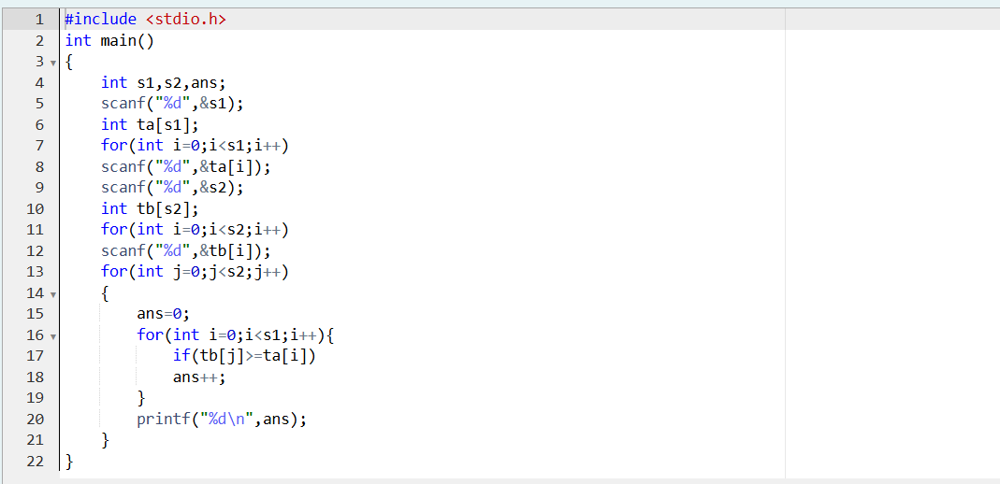 1 #include <stdio.h>
2 int main()
3 {
4 int s1,s2,ans;
5 scanf("%d",&s1);
6 int ta[s1];
7 for(int i=0;i<s1;i++)
8 scanf("%d",&ta[i]);
9 scanf("%d",&s2);
10 int tb[s2];
11 for(int i=0;i<s2;i++)
12 scanf("%d",&tb[i]);
13 for(int j=0;j<s2;j++)
14 {
15 ans=0;
16 for(int i=0;i<s1;i++){
17 if(tb[j]>=ta[i])
18 ans++;
19 }
20 printf("%d\n",ans);
21 }
22 }